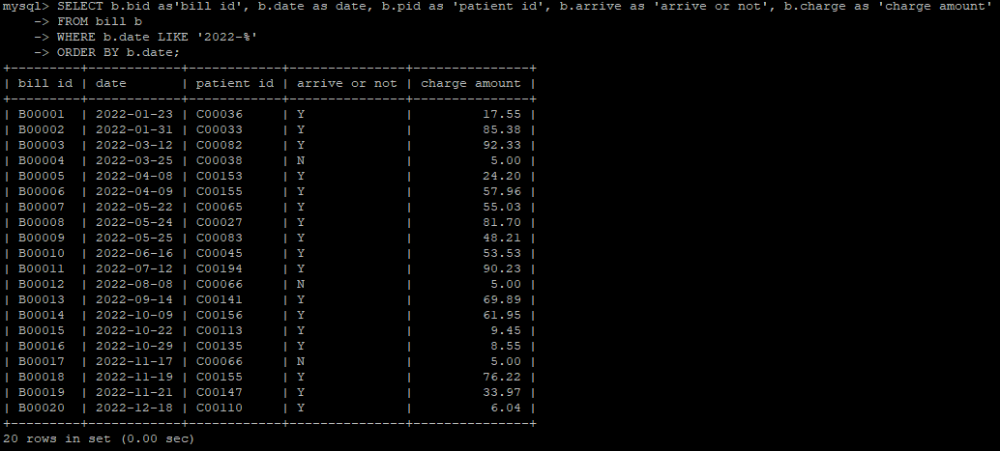 mysql> SELECT b.bid as'bill id', b.date as date, b.pid as 'patient id', b.arrive as 'arrive or not', b.charge as 'charge amount'
    -> FROM bill b
    -> WHERE b.date LIKE '2022-%'
    -> ORDER BY b.date;
+---------+------------+------------+---------------+---------------+
| bill id | date       | patient id | arrive or not | charge amount |
+---------+------------+------------+---------------+---------------+
| B00001  | 2022-01-23 | C00036     | Y             |         17.55 |
| B00002  | 2022-01-31 | C00033     | Y             |         85.38 |
| B00003  | 2022-03-12 | C00082     | Y             |         92.33 |
| B00004  | 2022-03-25 | C00038     | N             |          5.00 |
| B00005  | 2022-04-08 | C00153     | Y             |         24.20 |
| B00006  | 2022-04-09 | C00155     | Y             |         57.96 |
| B00007  | 2022-05-22 | C00065     | Y             |         55.03 |
| B00008  | 2022-05-24 | C00027     | Y             |         81.70 |
| B00009  | 2022-05-25 | C00083     | Y             |         48.21 |
| B00010  | 2022-06-16 | C00045     | Y             |         53.53 |
| B00011  | 2022-07-12 | C00194     | Y             |         90.23 |
| B00012  | 2022-08-08 | C00066     | N             |          5.00 |
| B00013  | 2022-09-14 | C00141     | Y             |         69.89 |
| B00014  | 2022-10-09 | C00156     | Y             |         61.95 |
| B00015  | 2022-10-22 | C00113     | Y             |          9.45 |
| B00016  | 2022-10-29 | C00135     | Y             |          8.55 |
| B00017  | 2022-11-17 | C00066     | N             |          5.00 |
| B00018  | 2022-11-19 | C00155     | Y             |         76.22 |
| B00019  | 2022-11-21 | C00147     | Y             |         33.97 |
| B00020  | 2022-12-18 | C00110     | Y             |          6.04 |
+---------+------------+------------+---------------+---------------+
20 rows in set (0.00 sec)